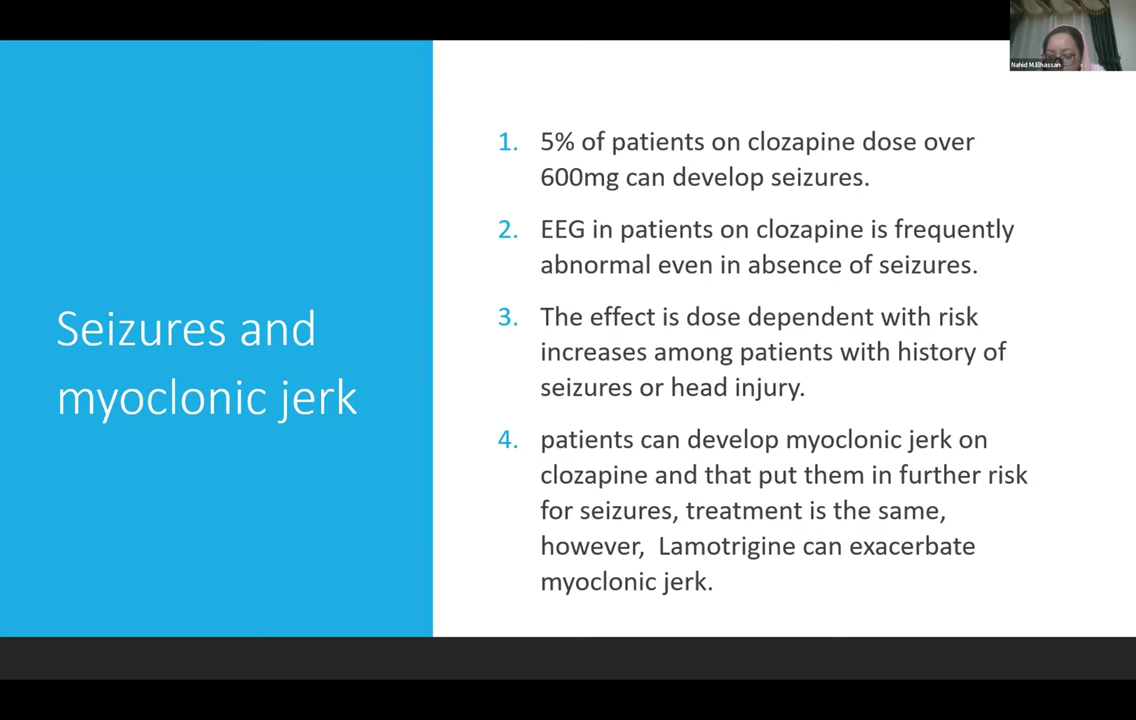 Nahid M.Elhassan
Seizures and
myoclonic jerk
1. 5% of patients on clozapine dose over
600mg can develop seizures.
2. EEG in patients on clozapine is frequently
abnormal even in absence of seizures.
3. The effect is dose dependent with risk
increases among patients with history of
seizures or head injury.
4. patients can develop myoclonic jerk on
clozapine and that put them in further risk
for seizures, treatment is the same,
however,  Lamotrigine can exacerbate
myoclonic jerk.